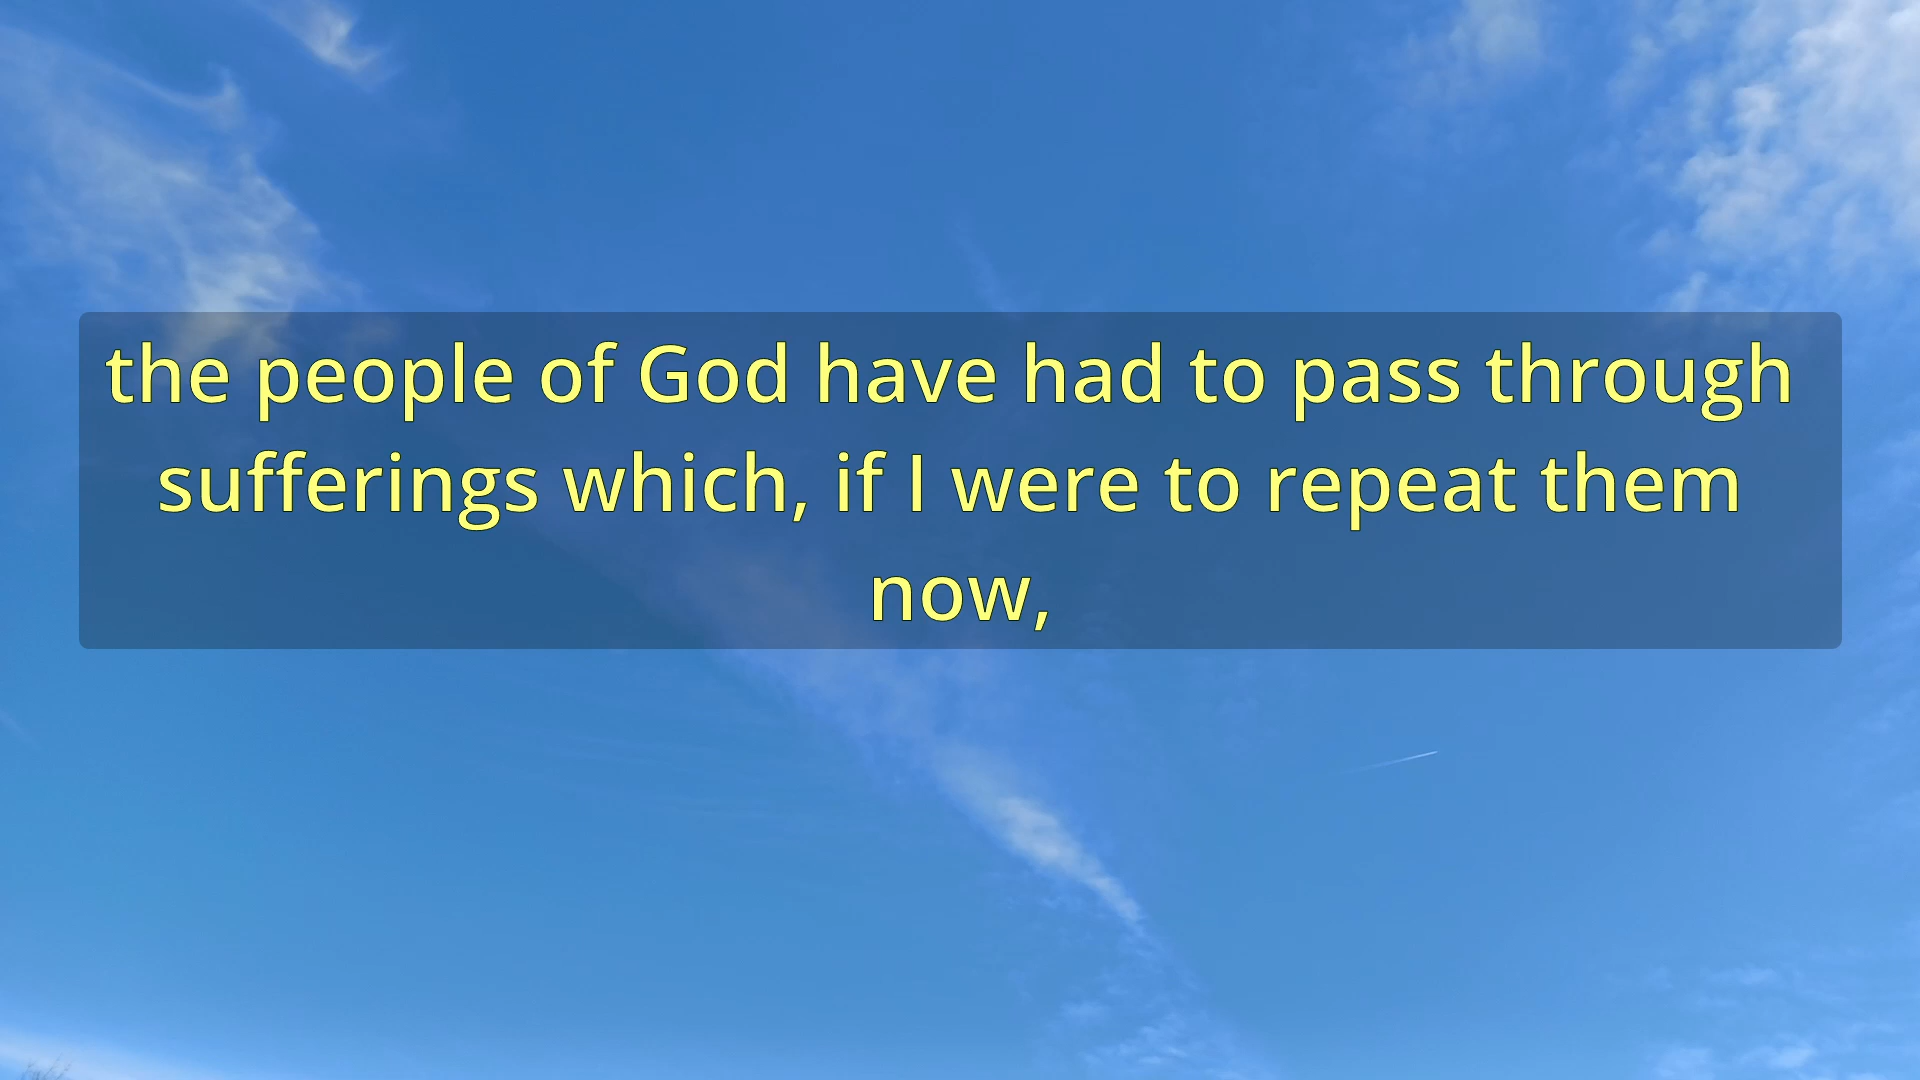 the people of God have had to pass through
sufferings which, if I were to repeat them
now,